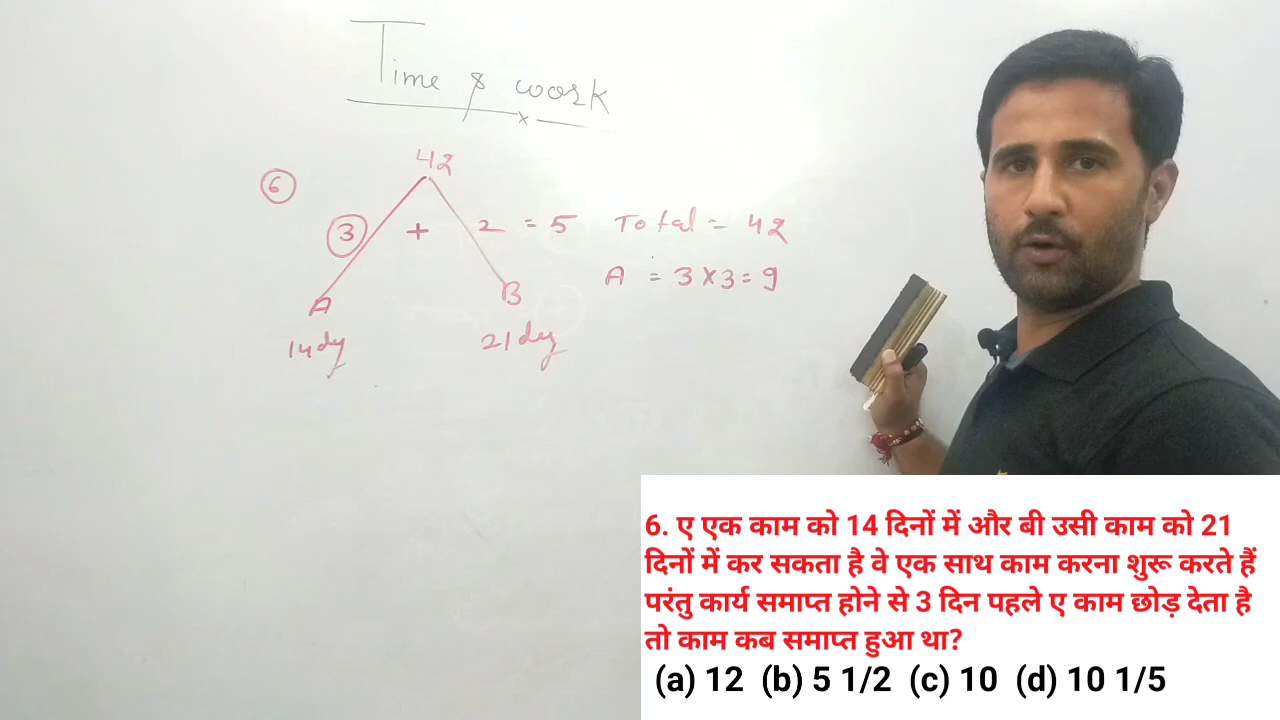 Time & work
x
6
42
3 + 2 = 5 Total = 42
A = 3 x 3 = 9
A B
14 dy 21 dy
6. ए एक काम को 14 दिनों में और बी उसी काम को 21
दिनों में कर सकता है वे एक साथ काम करना शुरू करते हैं
परंतु कार्य समाप्त होने से 3 दिन पहले ए काम छोड़ देता है
तो काम कब समाप्त हुआ था?
(a) 12 (b) 5 1/2 (c) 10 (d) 10 1/5